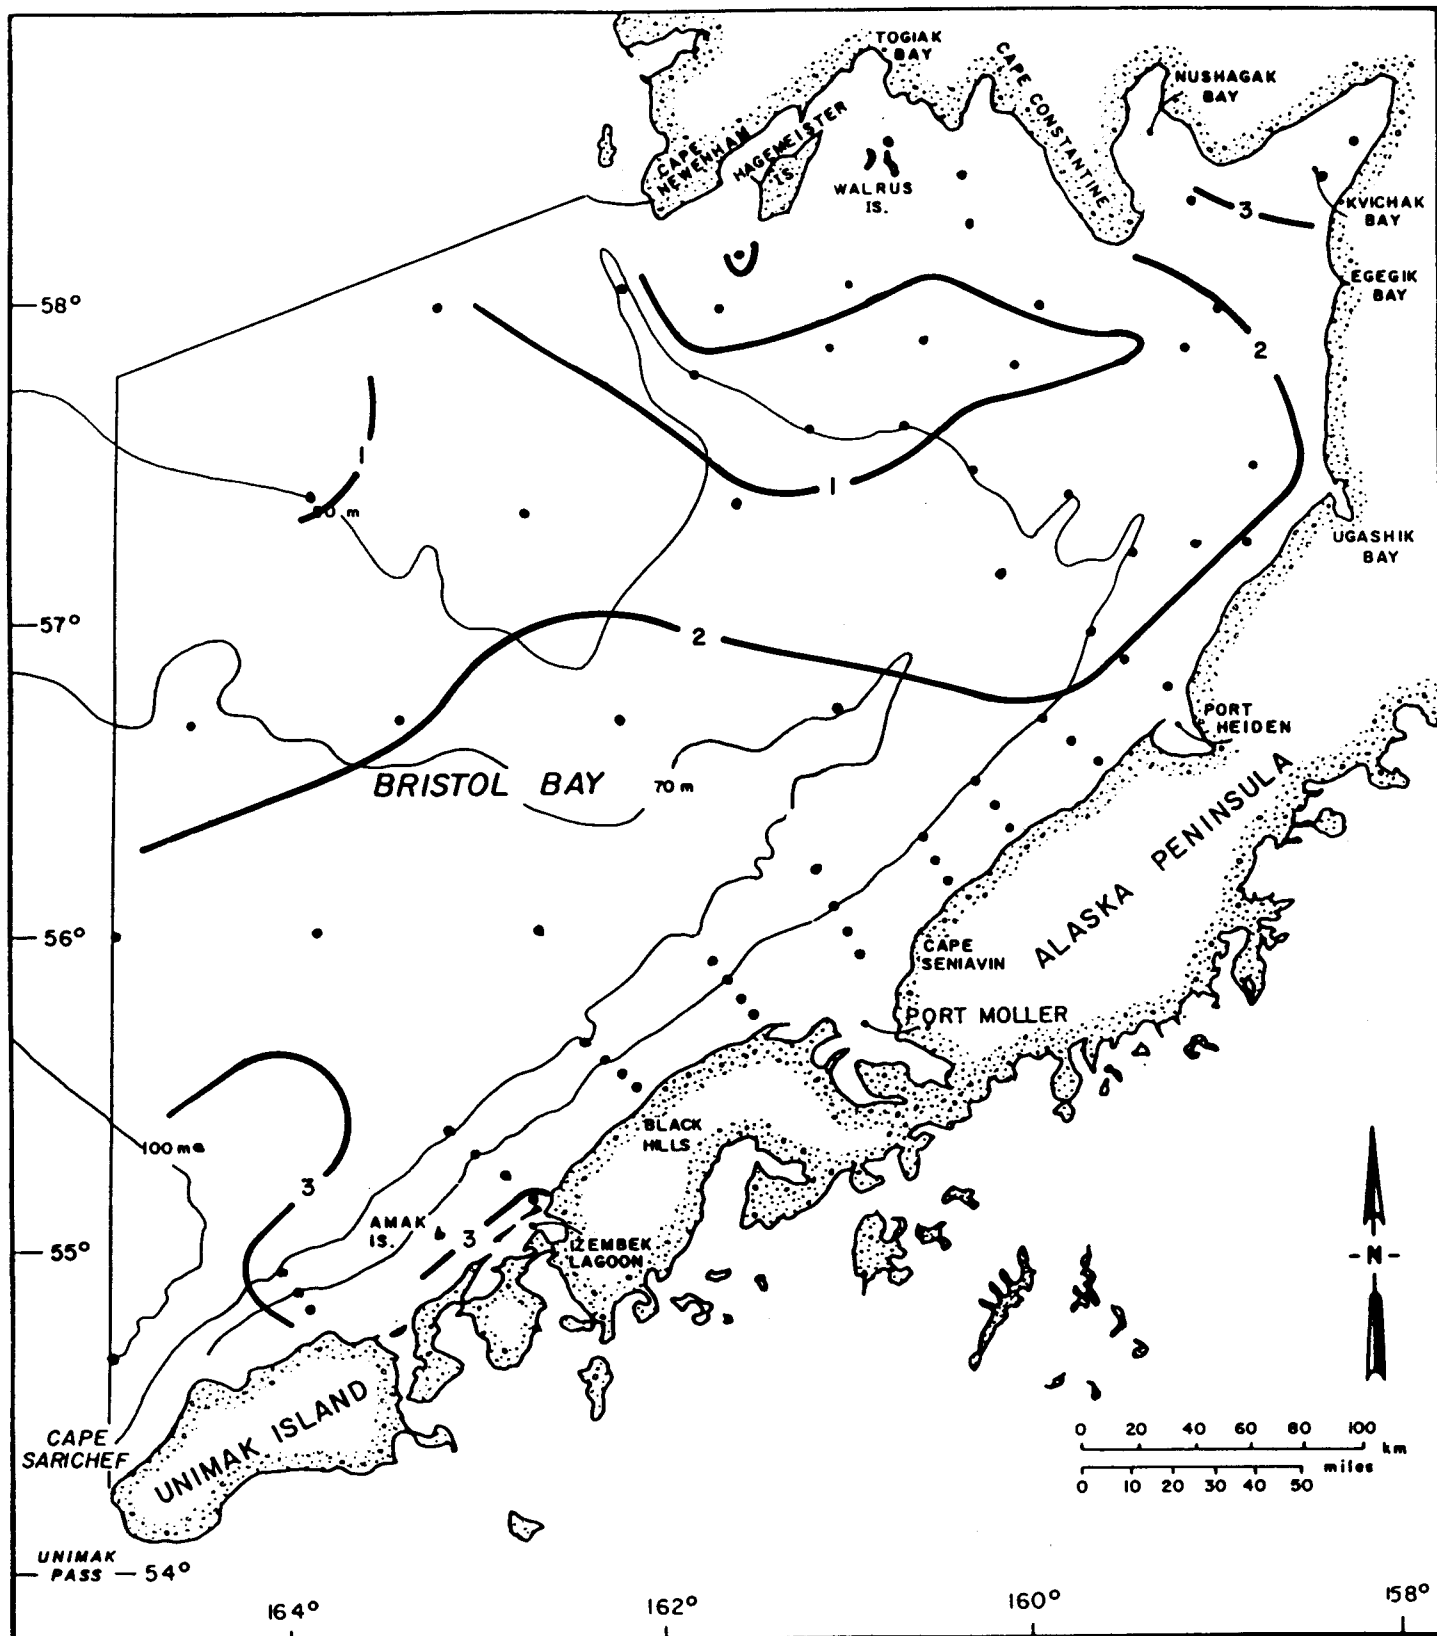 TOGIAK
BAY
CAPE CONSTANTINE
NUSHAGAK
BAY
CAPE
NEWENHAM
HAGEMEISTER
IS.
WALRUS
IS.
3
KVICHAK
BAY
EGEGIK
BAY
58°
2
1
1
UGASHIK
BAY
57°
2
PORT
HEIDEN
BRISTOL BAY
70 m
ALASKA PENINSULA
56°
CAPE
SENIAVIN
PORT MOLLER
BLACK
HILLS
100 m
3
AMAK
IS.
3
IZEMBEK
LAGOON
55°
-N-
UNIMAK ISLAND
CAPE
SARICHEF
0 20 40 60 80 100
km
miles
0 10 20 30 40 50
UNIMAK
PASS
54°
164°
162°
160°
158°